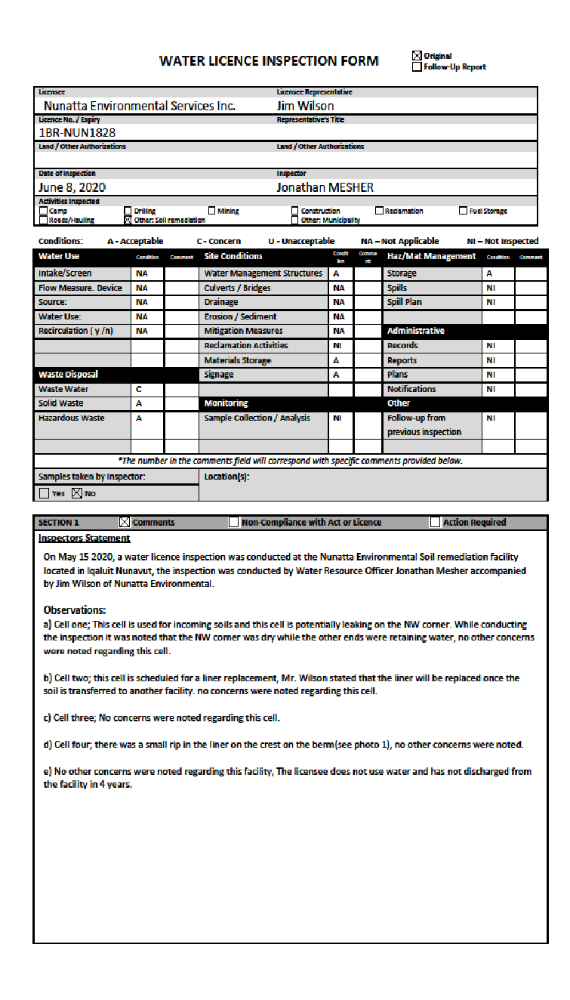 WATER LICENCE INSPECTION FORM
☒ Original
☐ Follow-Up Report
Licensee Licensee Representative
Nunatta Environmental Services Inc. Jim Wilson
Licence No. / Expiry Representative's Title
1BR-NUN1828
Land / Other Authorizations Land / Other Authorizations
Date of Inspection Inspector
June 8, 2020 Jonathan MESHER
Activities Inspected
☐ Camp ☐ Drilling ☐ Mining ☐ Construction ☐ Reclamation ☐ Fuel Storage
☐ Roads/Hauling ☒ Other: Soil remediation ☐ Other: Municipality
Conditions: A - Acceptable C - Concern U - Unacceptable NA – Not Applicable NI – Not Inspected
Water Use Condition Comment Site Conditions Condit ion Comme nt Haz/Mat Management Condition Comment
Intake/Screen NA Water Management Structures A Storage A
Flow Measure. Device NA Culverts / Bridges NA Spills NI
Source: NA Drainage NA Spill Plan NI
Water Use: NA Erosion / Sediment NA
Recirculation ( y /n) NA Mitigation Measures NA Administrative
Reclamation Activities NI Records NI
Materials Storage A Reports NI
Waste Disposal Signage A Plans NI
Waste Water C Notifications NI
Solid Waste A Monitoring Other
Hazardous Waste A Sample Collection / Analysis NI Follow-up from NI
previous inspection
*The number in the comments field will correspond with specific comments provided below.
Samples taken by Inspector: Location(s):
☐ Yes ☒ No
SECTION 1 ☒ Comments ☐ Non-Compliance with Act or Licence ☐ Action Required
Inspectors Statement
On May 15 2020, a water licence inspection was conducted at the Nunatta Environmental Soil remediation facility
located in Iqaluit Nunavut, the inspection was conducted by Water Resource Officer Jonathan Mesher accompanied
by Jim Wilson of Nunatta Environmental.
Observations:
a) Cell one; This cell is used for incoming soils and this cell is potentially leaking on the NW corner. While conducting
the inspection it was noted that the NW corner was dry while the other ends were retaining water, no other concerns
were noted regarding this cell.
b) Cell two; this cell is scheduled for a liner replacement, Mr. Wilson stated that the liner will be replaced once the
soil is transferred to another facility. no concerns were noted regarding this cell.
c) Cell three; No concerns were noted regarding this cell.
d) Cell four; there was a small rip in the liner on the crest on the berm(see photo 1), no other concerns were noted.
e) No other concerns were noted regarding this facility, The licensee does not use water and has not discharged from
the facility in 4 years.